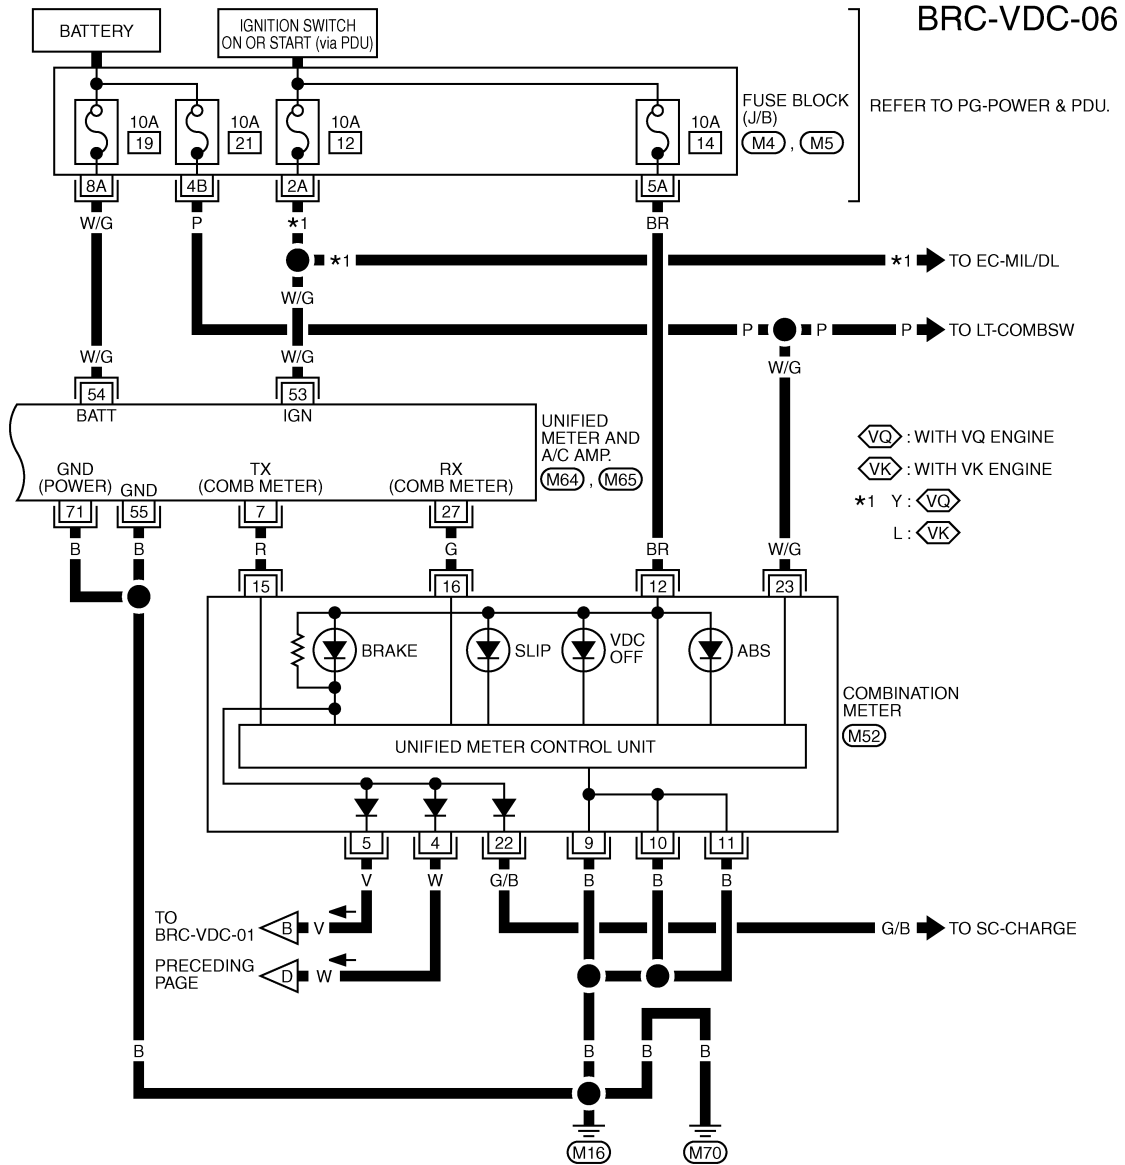 BRC-VDC-06
BATTERY
IGNITION SWITCH
ON OR START (via PDU)
FUSE BLOCK
(J/B)
M4 , M5
REFER TO PG-POWER & PDU.
10A
19
10A
21
10A
12
10A
14
8A
4B
2A
5A
W/G
P
*1
BR
*1
*1
TO EC-MIL/DL
W/G
P
P
P
TO LT-COMBSW
W/G
W/G
W/G
54
53
BATT
IGN
UNIFIED
METER AND
A/C AMP.
M64 , M65
VQ : WITH VQ ENGINE
VK : WITH VK ENGINE
*1 Y : VQ
L : VK
GND
(POWER)
GND
TX
(COMB METER)
RX
(COMB METER)
71
55
7
27
B
B
R
G
BR
W/G
15
16
12
23
BRAKE
SLIP
VDC
OFF
ABS
COMBINATION
METER
M52
UNIFIED METER CONTROL UNIT
5
4
22
9
10
11
V
W
G/B
B
B
B
TO
BRC-VDC-01
B
V
G/B
TO SC-CHARGE
PRECEDING
PAGE
D
W
B
B
B
B
M16
M70